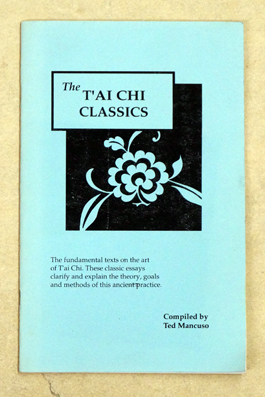 The
T'AI CHI
CLASSICS
The fundamental texts on the art
of T'ai Chi. These classic essays
clarify and explain the theory, goals
and methods of this ancient practice.
Compiled by
Ted Mancuso